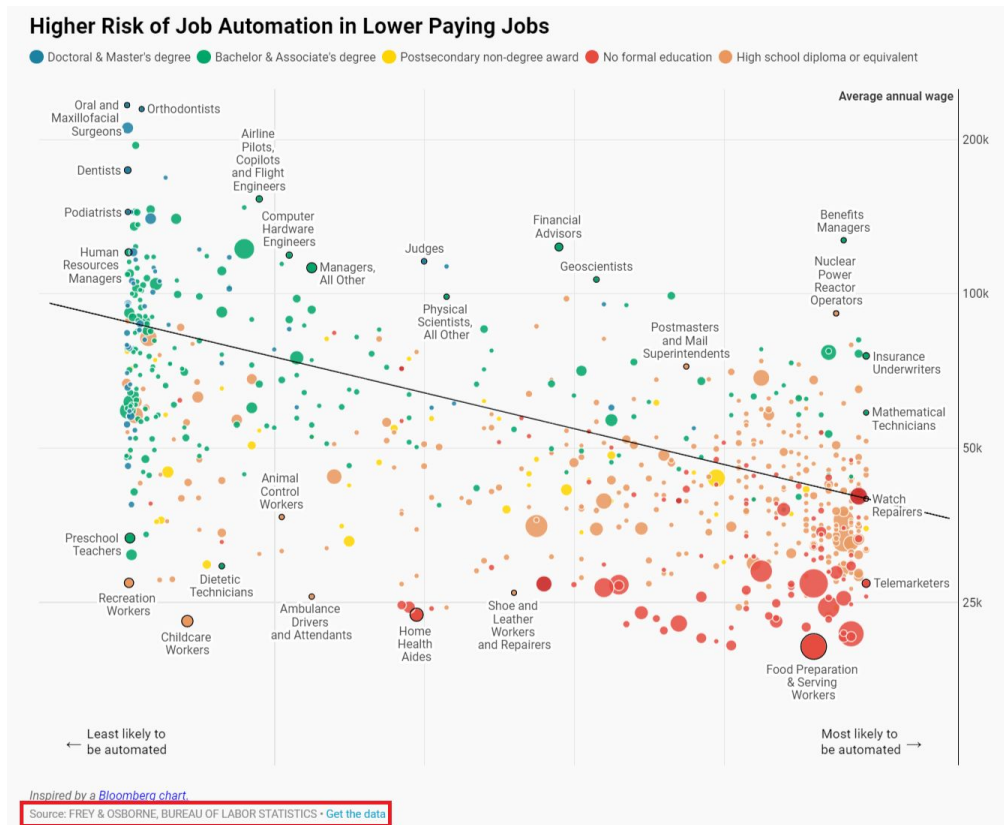 Higher Risk of Job Automation in Lower Paying Jobs
Doctoral & Master's degree
Bachelor & Associate's degree
Postsecondary non-degree award
No formal education
High school diploma or equivalent
Average annual wage
200k
100k
50k
25k
Oral and
Maxillofacial
Surgeons
Orthodontists
Airline
Pilots,
Copilots
and Flight
Engineers
Dentists
Podiatrists
Computer
Hardware
Engineers
Human
Resources
Managers
Managers,
All Other
Judges
Physical
Scientists,
All Other
Financial
Advisors
Geoscientists
Benefits
Managers
Nuclear
Power
Reactor
Operators
Postmasters
and Mail
Superintendents
Insurance
Underwriters
Mathematical
Technicians
Watch
Repairers
Animal
Control
Workers
Preschool
Teachers
Dietetic
Technicians
Recreation
Workers
Childcare
Workers
Ambulance
Drivers
and Attendants
Home
Health
Aides
Shoe and
Leather
Workers
and Repairers
Telemarketers
Food Preparation
& Serving
Workers
← Least likely to
be automated
Most likely to →
be automated
Inspired by a Bloomberg chart.
Source: FREY & OSBORNE, BUREAU OF LABOR STATISTICS • Get the data